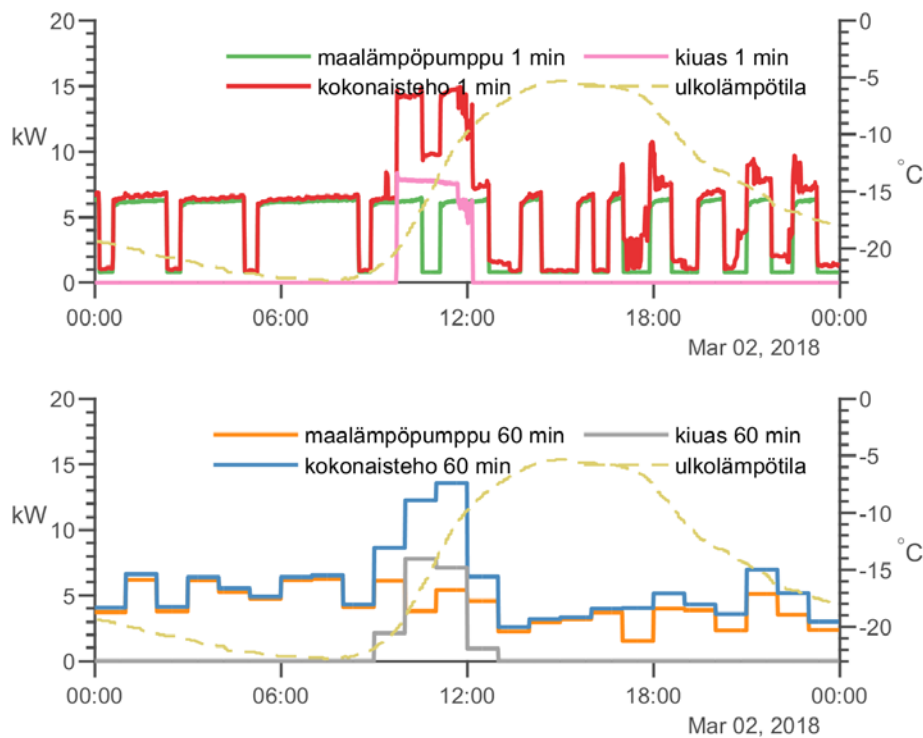 20
15
kW
10
5
0
maalämpöpumppu 1 min
kiuas 1 min
kokonaisteho 1 min
ulkolämpötila
0
-5
-10
°C
-15
-20
00:00
06:00
12:00
18:00
00:00
Mar 02, 2018
20
15
kW
10
5
0
maalämpöpumppu 60 min
kiuas 60 min
kokonaisteho 60 min
ulkolämpötila
0
-5
-10
°C
-15
-20
00:00
06:00
12:00
18:00
00:00
Mar 02, 2018